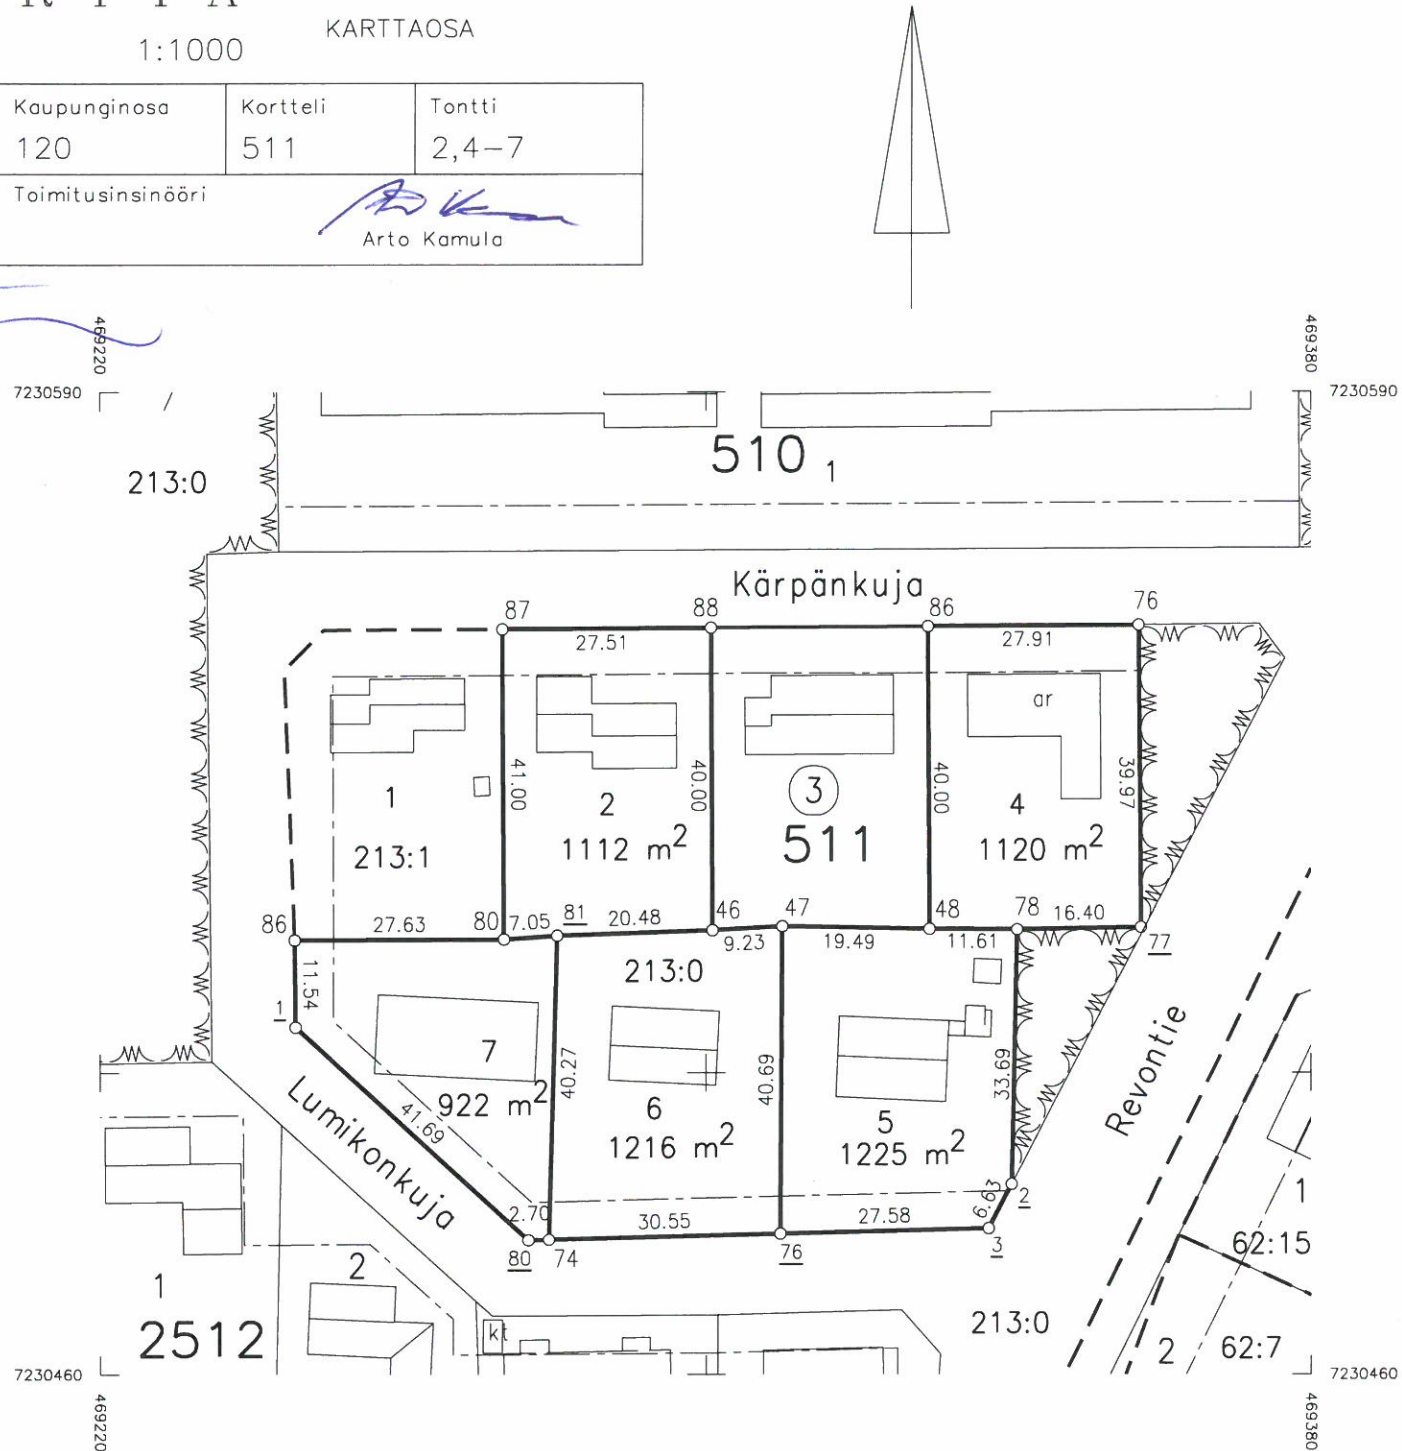 KARTTAOSA
1:1000
Kaupunginosa Kortteli Tontti
120 511 2,4-7
Toimitusinsinööri
Arto Kamula
469220 469380
7230590 7230590
213:0
510 1
Kärpänkuja
87 88 86 76
27.51 27.91
ar
41.00 40.00 40.00 39.97
1 2 3 4
213:1 1112 m² 511 1120 m²
86 27.63 80 7.05 81 20.48 46 9.23 47 19.49 48 11.61 78 16.40 77
11.54
1
213:0
7
922 m²
40.27
40.69
33.69
6
1216 m²
5
1225 m²
41.69
Lumikonkuja
Revontie
2.70 30.55 27.58 6.63
80 74 76 3 2
1
62:15
1 2
2512
kt
213:0
2 62:7
7230460 7230460
469220 469380